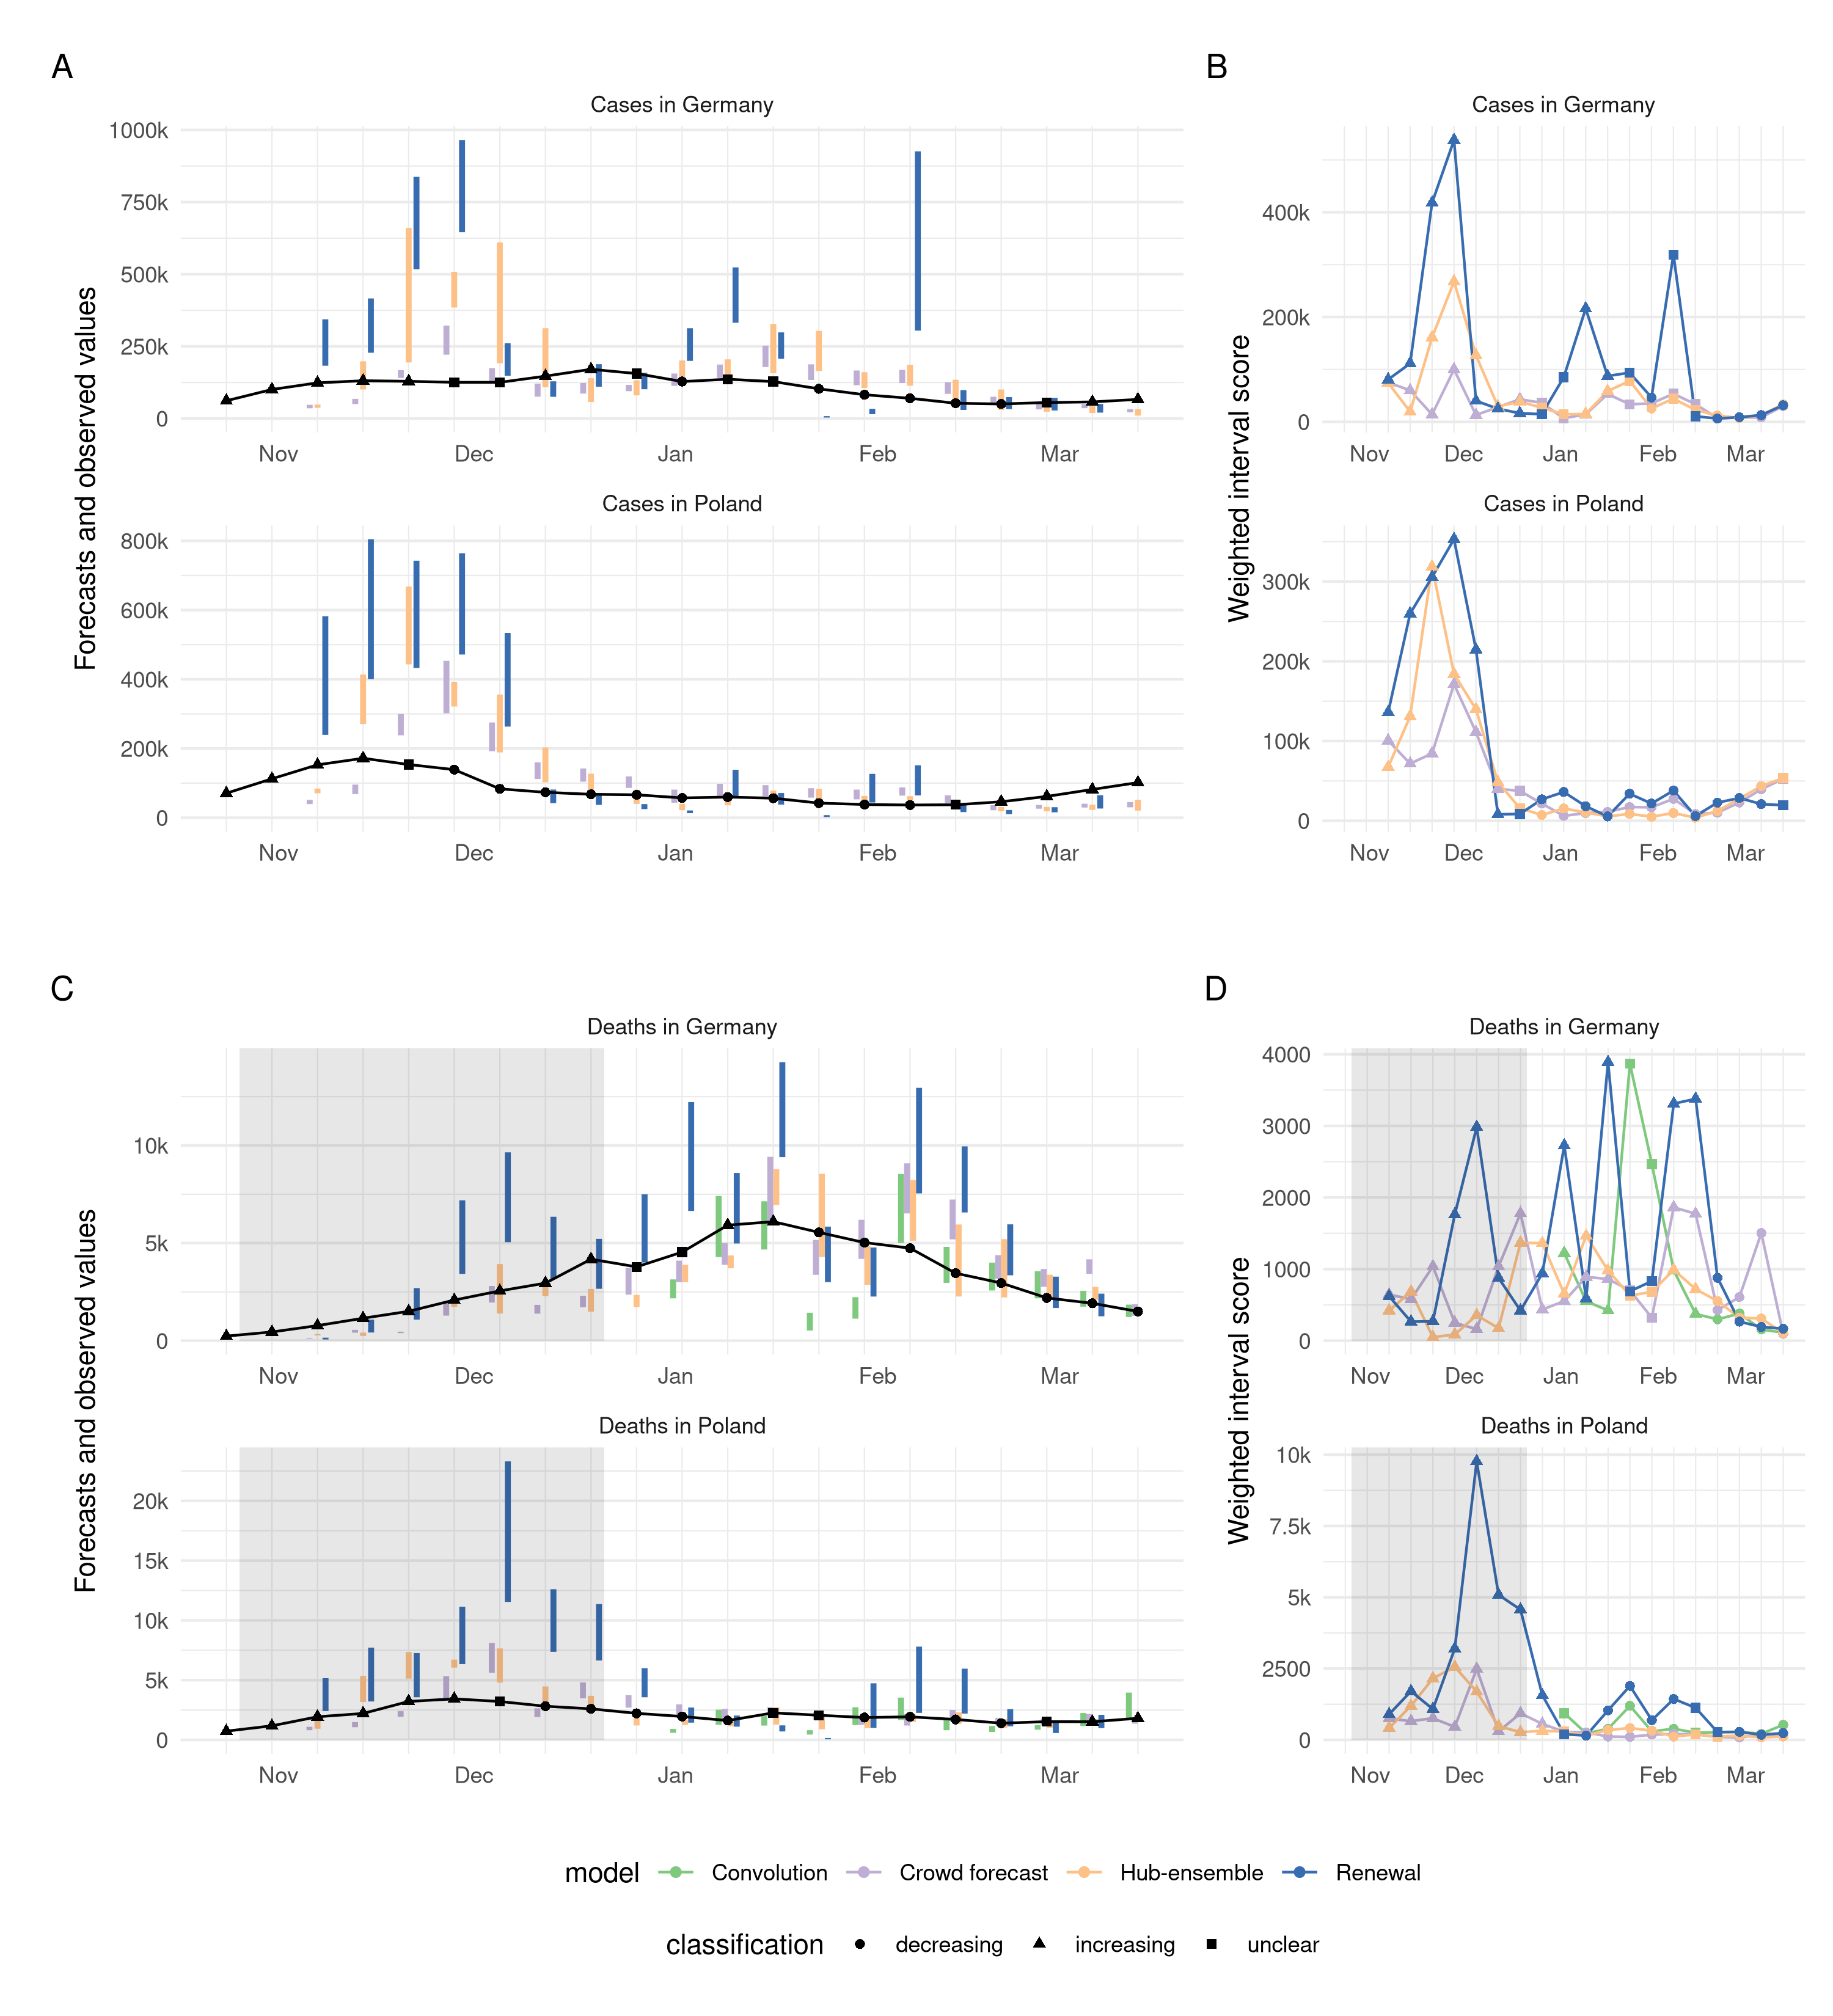 A
Cases in Germany
Forecasts and observed values
1000k
750k
500k
250k
0
Nov Dec Jan Feb Mar
Cases in Poland
800k
600k
400k
200k
0
Nov Dec Jan Feb Mar
B
Cases in Germany
Weighted interval score
400k
200k
0
Nov Dec Jan Feb Mar
Cases in Poland
300k
200k
100k
0
Nov Dec Jan Feb Mar
C
Deaths in Germany
Forecasts and observed values
10k
5k
0
Nov Dec Jan Feb Mar
Deaths in Poland
20k
15k
10k
5k
0
Nov Dec Jan Feb Mar
D
Deaths in Germany
Weighted interval score
4000
3000
2000
1000
0
Nov Dec Jan Feb Mar
Deaths in Poland
10k
7.5k
5k
2500
0
Nov Dec Jan Feb Mar
model Convolution Crowd forecast Hub-ensemble Renewal
classification decreasing increasing unclear